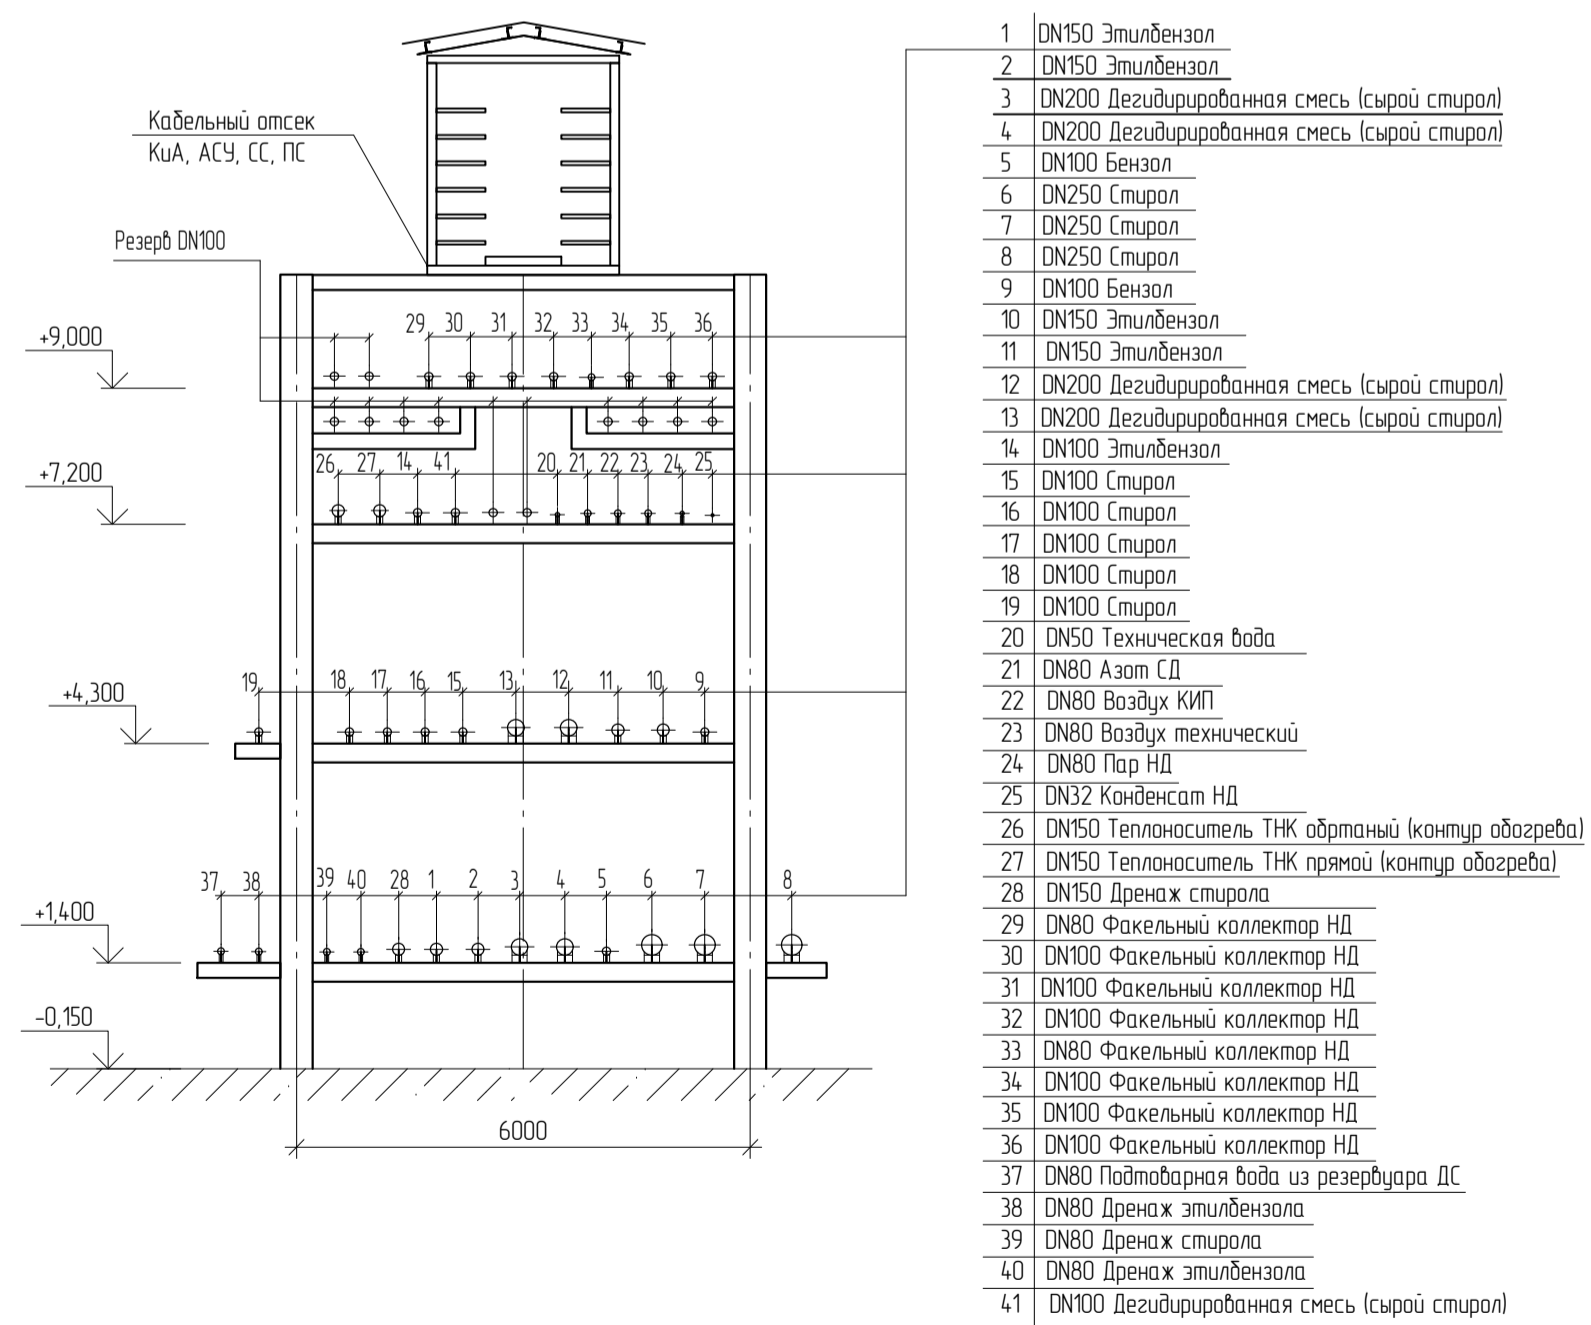 Кабельный отсек
КиА, АСУ, СС, ПС
Резерв DN100
+9,000
29 30 31 32 33 34 35 36
+7,200
26 27 14 41 20 21 22 23 24 25
+4,300
19 18 17 16 15 13 12 11 10 9
+1,400
37 38 39 40 28 1 2 3 4 5 6 7 8
-0,150
6000
1 DN150 Этилбензол
2 DN150 Этилбензол
3 DN200 Дегидирированная смесь (сырой стирол)
4 DN200 Дегидирированная смесь (сырой стирол)
5 DN100 Бензол
6 DN250 Стирол
7 DN250 Стирол
8 DN250 Стирол
9 DN100 Бензол
10 DN150 Этилбензол
11 DN150 Этилбензол
12 DN200 Дегидирированная смесь (сырой стирол)
13 DN200 Дегидирированная смесь (сырой стирол)
14 DN100 Этилбензол
15 DN100 Стирол
16 DN100 Стирол
17 DN100 Стирол
18 DN100 Стирол
19 DN100 Стирол
20 DN50 Техническая вода
21 DN80 Азот СД
22 DN80 Воздух КИП
23 DN80 Воздух технический
24 DN80 Пар НД
25 DN32 Конденсат НД
26 DN150 Теплоноситель ТНК обртаный (контур обогрева)
27 DN150 Теплоноситель ТНК прямой (контур обогрева)
28 DN150 Дренаж стирола
29 DN80 Факельный коллектор НД
30 DN100 Факельный коллектор НД
31 DN100 Факельный коллектор НД
32 DN100 Факельный коллектор НД
33 DN80 Факельный коллектор НД
34 DN100 Факельный коллектор НД
35 DN100 Факельный коллектор НД
36 DN100 Факельный коллектор НД
37 DN80 Подтоварная вода из резервуара ДС
38 DN80 Дренаж этилбензола
39 DN80 Дренаж стирола
40 DN80 Дренаж этилбензола
41 DN100 Дегидирированная смесь (сырой стирол)